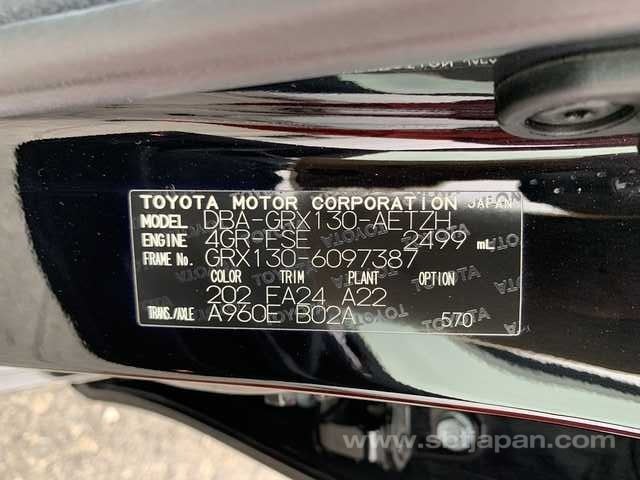 TOYOTA MOTOR CORPORATION JAPAN
MODEL DBA-GRX130-AETZH
ENGINE 4GR-FSE 2499 mL
FRAME No. GRX130-6097387
COLOR TRIM PLANT OPTION
202 EA24 A22
TRANS./AXLE A960E B02A 570
www.sbtjapan.com